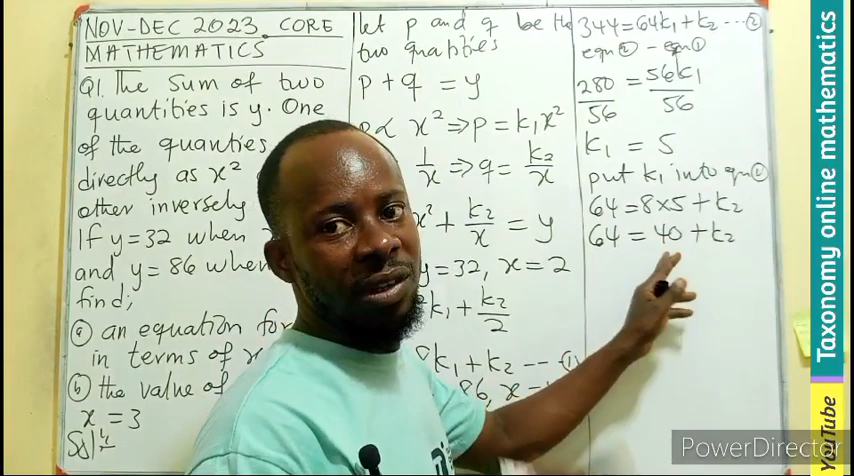 NOV-DEC 2023. CORE
MATHEMATICS
Q1. The Sum of two
quantities is y. One
of the quanties
directly as x²
other inversely
If y=32 when
and y=86 when
find;
ⓐ an equation for
in terms of x
ⓑ the value of
x =3
let p and q be the
two quantities
p+q =y
p∝ x² ⇒ p=k₁x²
1/x ⇒ q= k₂/x
x² + k₂/x = y
y=32, x=2
k₁ + k₂/2
8k₁+k₂ --- ①
86, x =
344=64k₁+k₂ --- ②
eqn② - eqn①
280/56 = 56k₁/56
k₁ = 5
put k₁ into eqn
64 =8×5 +k₂
64 = 40 +k₂
Taxonomy online mathematics
YouTube
PowerDirector